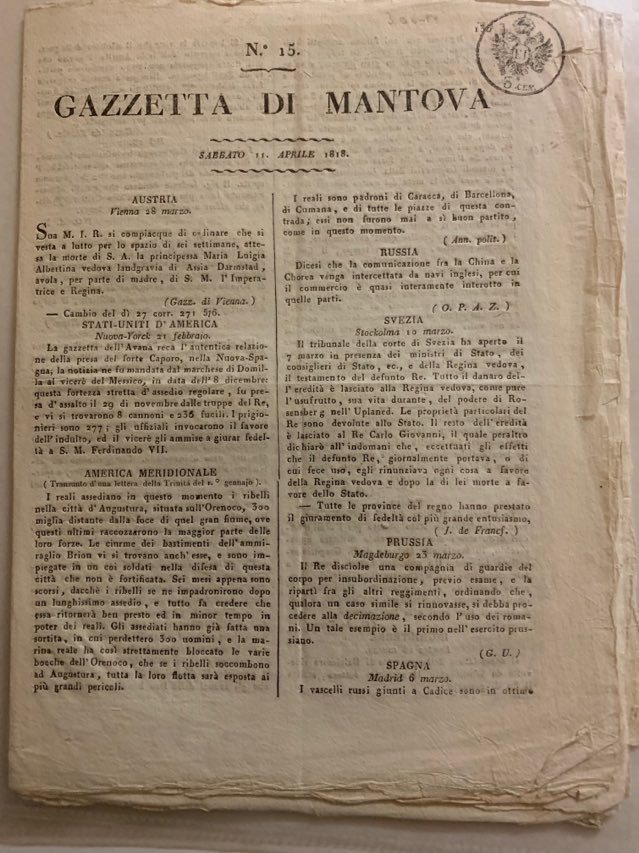 N.° 15.
GAZZETTA DI MANTOVA
SABBATO 11. APRILE 1818.
AUSTRIA
Vienna 28 marzo.
Sua M. I. R. si compiacque di ordinare che si
vesta a lutto per lo spazio di sei settimane, atte-
sa la morte di S. A. la principessa Maria Luigia
Albertina vedova landgravia di Assia Darmstad,
avola, per parte di madre, di S. M. l'Impera-
trice e Regina.
(Gazz. di Vienna.)
— Cambio del dì 27 corr. 271 5/6.
STATI-UNITI D'AMERICA
Nuova-Yorck 21 febbraio.
La gazzetta dell'Avana reca l'autentica relazio-
ne della presa del forte Caporo, nella Nuova-Spa-
gna; la notizia ne fu mandata dal marchese di Domil-
la al vicerè del Messico, in data dell'8 dicembre:
questa fortezza stretta d'assedio regolare, fu pre-
sa d'assalto il 29 di novembre dalle truppe del Re,
e vi si trovarono 8 cannoni e 236 fucili. I prigio-
nieri sono 277; gli uffiziali invocarono il favore
dell'indulto, ed il vicerè gli ammise a giurar fedel-
tà a S. M. Ferdinando VII.
AMERICA MERIDIONALE
(Transunto d'una lettera della Trinità del 1.° gennajo).
I reali assediano in questo momento i ribelli
nella città d'Augustura, situata sull'Orenoco, 300
miglia distante dalla foce di quel gran fiume, ove
questi ultimi raccozzarono la maggior parte delle
loro forze. Le ciurme dei bastimenti dell'ammi-
raglio Brion vi si trovano anch'esse, e sono im-
piegate in un coi soldati nella difesa di questa
città che non è fortificata. Sei mesi appena sono
scorsi, dacchè i ribelli se ne impadronirono dopo
un lunghissimo assedio, e tutto fa credere che
essa ritornerà ben presto ed in minor tempo in
poter dei reali. Gli assediati hanno già fatta una
sortita, in cui perdettero 300 uomini, e la ma-
rina reale ha così strettamente bloccato le varie
bocche dell'Orenoco, che se i ribelli soccombono
ad Augustura, tutta la loro flotta sarà esposta ai
più grandi pericoli.
I reali sono padroni di Caracca, di Barcellona,
di Cumana, e di tutte le piazze di questa con-
trada; essi non furono mai a sì buon partito,
come in questo momento.
(Ann. polit.)
RUSSIA
Dicesi che la comunicazione fra la China e la
Chorea venga intercettata da navi inglesi, per cui
il commercio è quasi interamente interotto in
quelle parti.
(O. P. A. Z.)
SVEZIA
Stockolma 10 marzo.
Il tribunale della corte di Svezia ha aperto il
7 marzo in presenza dei ministri di Stato, dei
consiglieri di Stato, ec., e della Regina vedova,
il testamento del defunto Re. Tutto il danaro del-
l'eredità è lasciato alla Regina vedova, come pure
l'usufrutto, sua vita durante, del podere di Ro-
sensberg nell'Upland. Le proprietà particolari del
Re sono devolute allo Stato. Il resto dell'eredità
è lasciato al Re Carlo Giovanni, il quale peraltro
dichiarò all'indomani che, eccettuati gli effetti
che il defunto Re, giornalmente portava, o di
cui fece uso, egli rinunziava ogni cosa a favore
della Regina vedova e dopo la di lei morte a fa-
vore dello Stato.
— Tutte le province del regno hanno prestato
il giuramento di fedeltà col più grande entusiasmo,
(J. de Francf.)
PRUSSIA
Magdeburgo 23 marzo.
Il Re disciolse una compagnia di guardie del
corpo per insubordinazione, previo esame, e la
ripartì fra gli altri reggimenti, ordinando che,
qualora un caso simile si rinnovasse, si debba pro-
cedere alla decimazione, secondo l'uso dei roma-
ni. Un tale esempio è il primo nell'esercito prus-
siano.
(G. U.)
SPAGNA
Madrid 6 marzo.
I vascelli russi giunti a Cadice sono in ottimo